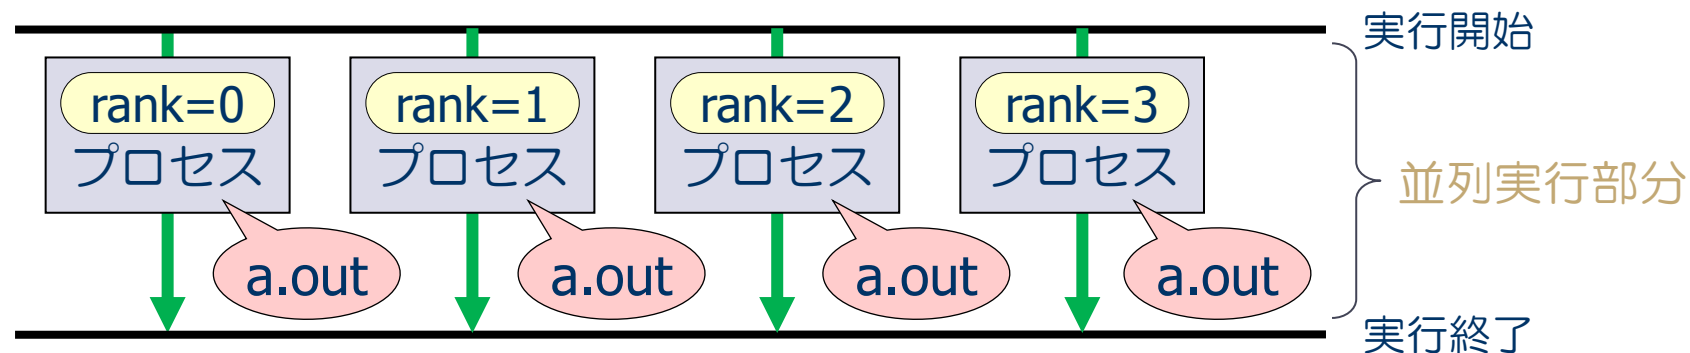 実行開始
rank=0
プロセス
a.out
rank=1
プロセス
a.out
rank=2
プロセス
a.out
rank=3
プロセス
a.out
並列実行部分
実行終了